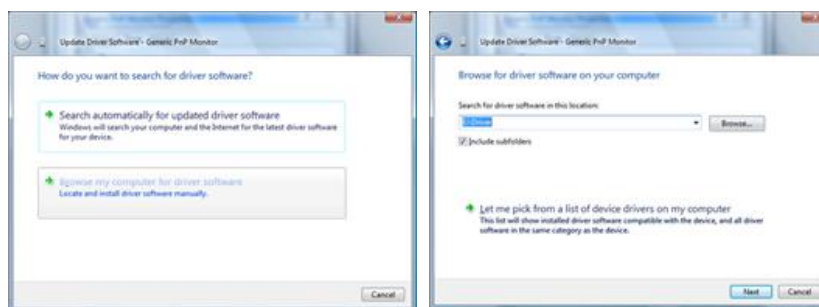 Update Driver Software - Generic PnP Monitor
How do you want to search for driver software?
Search automatically for updated driver software
Windows will search your computer and the Internet for the latest driver software
for your device.
Browse my computer for driver software
Locate and install driver software manually.
Cancel
Update Driver Software - Generic PnP Monitor
Browse for driver software on your computer
Search for driver software in this location:
Browse...
Include subfolders
Let me pick from a list of device drivers on my computer
This list will show installed driver software compatible with the device, and all driver
software in the same category as the device.
Next
Cancel